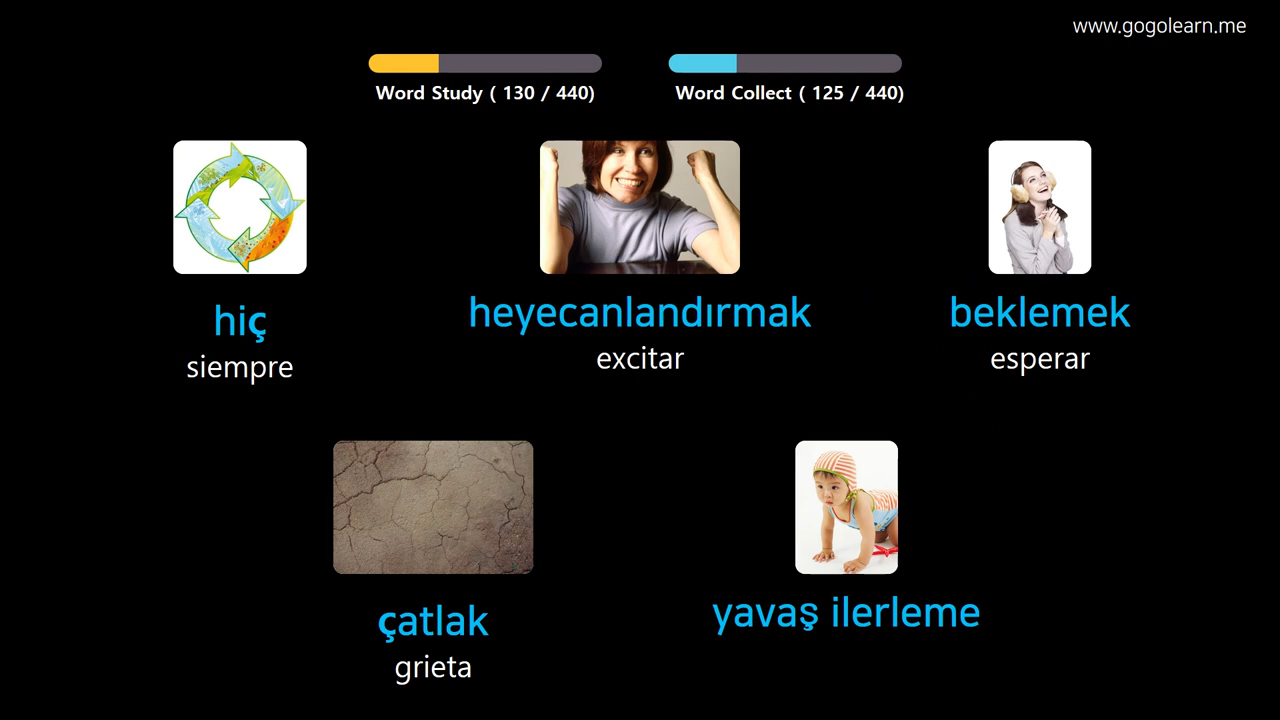 www.gogolearn.me
Word Study ( 130 / 440)
Word Collect ( 125 / 440)
hiç
siempre
heyecanlandırmak
excitar
beklemek
esperar
çatlak
grieta
yavaş ilerleme